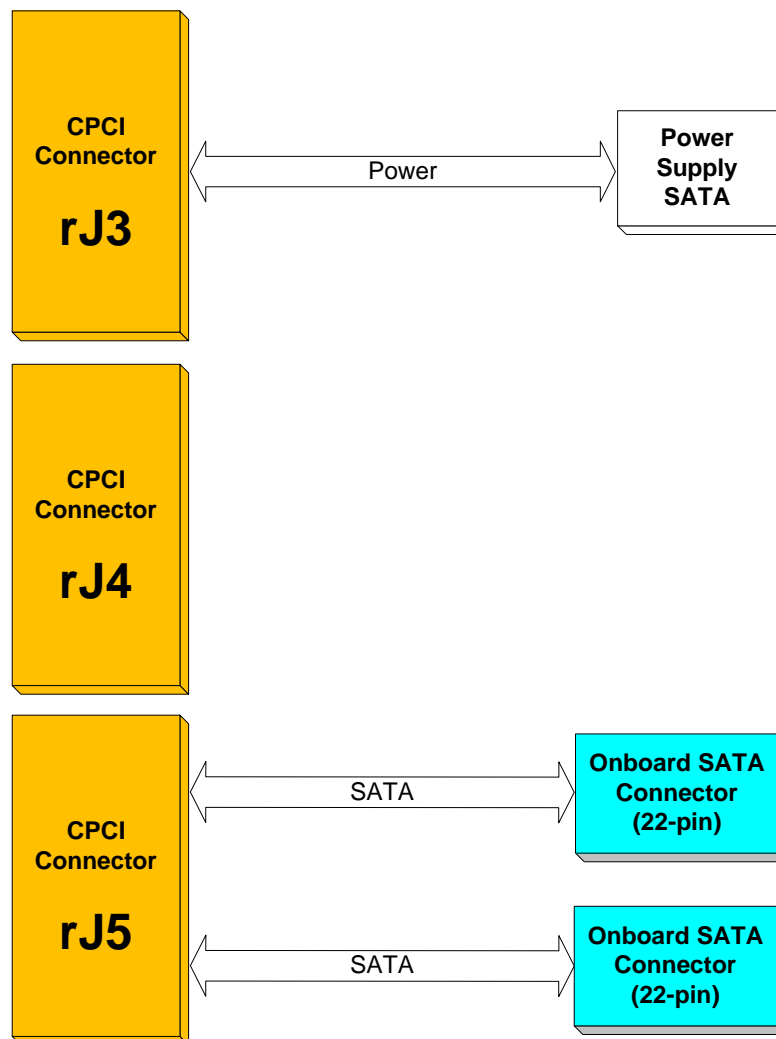 CPCI
Connector
rJ3
Power
Power
Supply
SATA
CPCI
Connector
rJ4
CPCI
Connector
rJ5
SATA
Onboard SATA
Connector
(22-pin)
SATA
Onboard SATA
Connector
(22-pin)